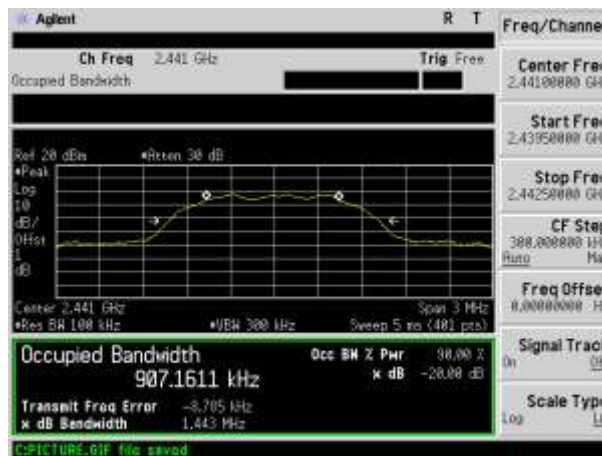 Agilent
R T
Freq/Channe
Ch Freq 2.441 GHz
Trig Free
Occupied Bandwidth
Center Fre
2.44100000 GH
Start Fre
2.43950000 GH
Stop Fre
2.44250000 GH
CF Step
300.000000 kH
Auto Ma
Freq Offse
0.00000000 H
Signal Trac
On Of
Scale Type
Log Li
Ref 20 dBm
*Atten 30 dB
*Peak
Log
10
dB/
Offst
1
dB
Center 2.441 GHz
Span 3 MHz
*Res BW 100 kHz
*VBW 300 kHz
Sweep 5 ms (401 pts)
Occupied Bandwidth
907.1611 kHz
Occ BW % Pwr 90.00 %
x dB -20.00 dB
Transmit Freq Error -8.705 kHz
x dB Bandwidth 1.443 MHz
C:PICTURE.GIF file saved